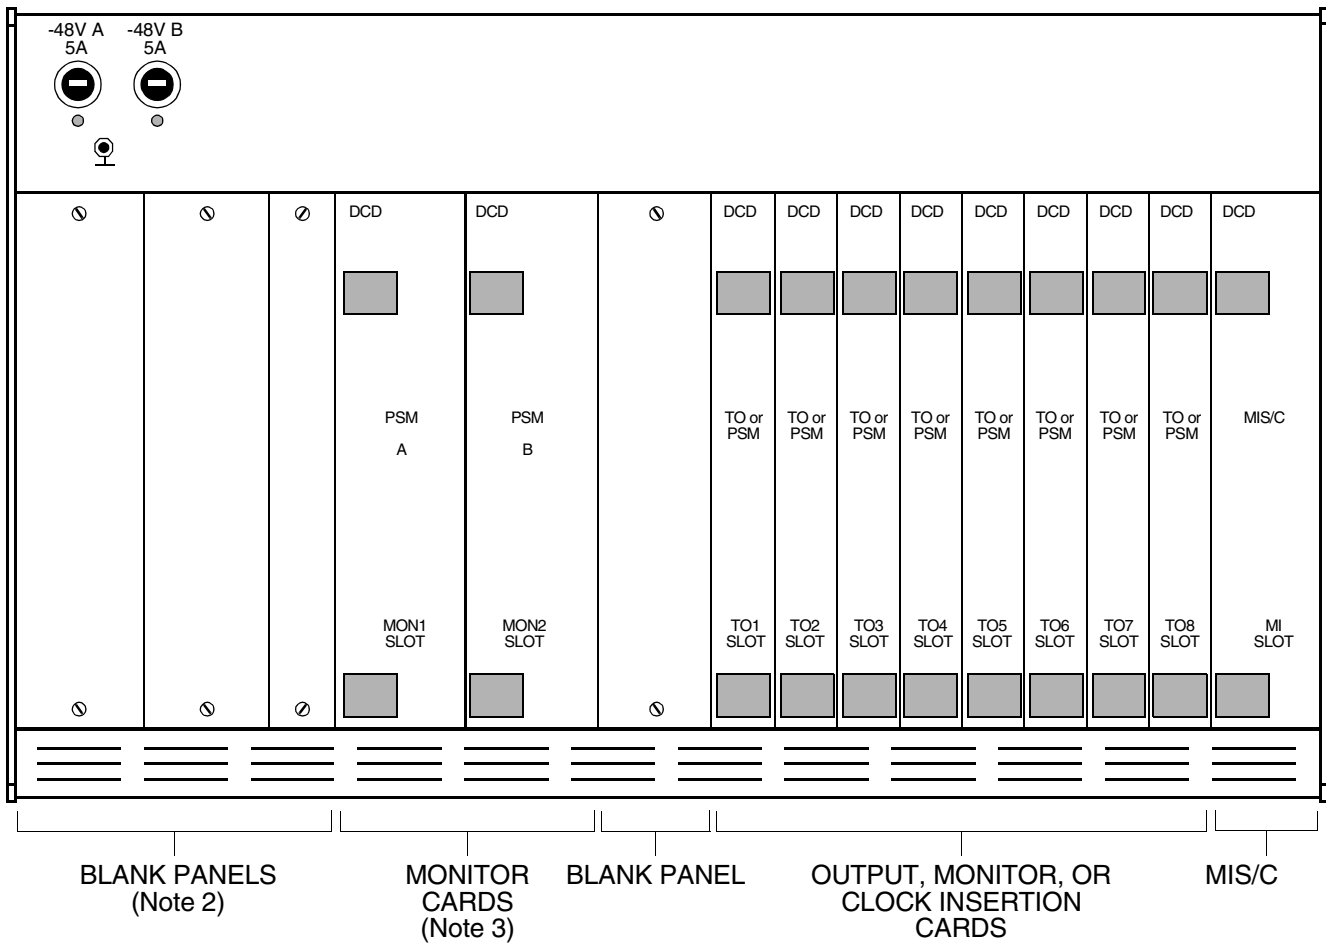 -48V A -48V B
5A 5A
DCD DCD DCD DCD DCD DCD DCD DCD DCD DCD DCD
PSM PSM TO or TO or TO or TO or TO or TO or TO or TO or MIS/C
PSM PSM PSM PSM PSM PSM PSM PSM
A B
MON1 MON2 TO1 TO2 TO3 TO4 TO5 TO6 TO7 TO8 MI
SLOT SLOT SLOT SLOT SLOT SLOT SLOT SLOT SLOT SLOT SLOT
BLANK PANELS MONITOR BLANK PANEL OUTPUT, MONITOR, OR MIS/C
(Note 2) CARDS CLOCK INSERTION
(Note 3) CARDS